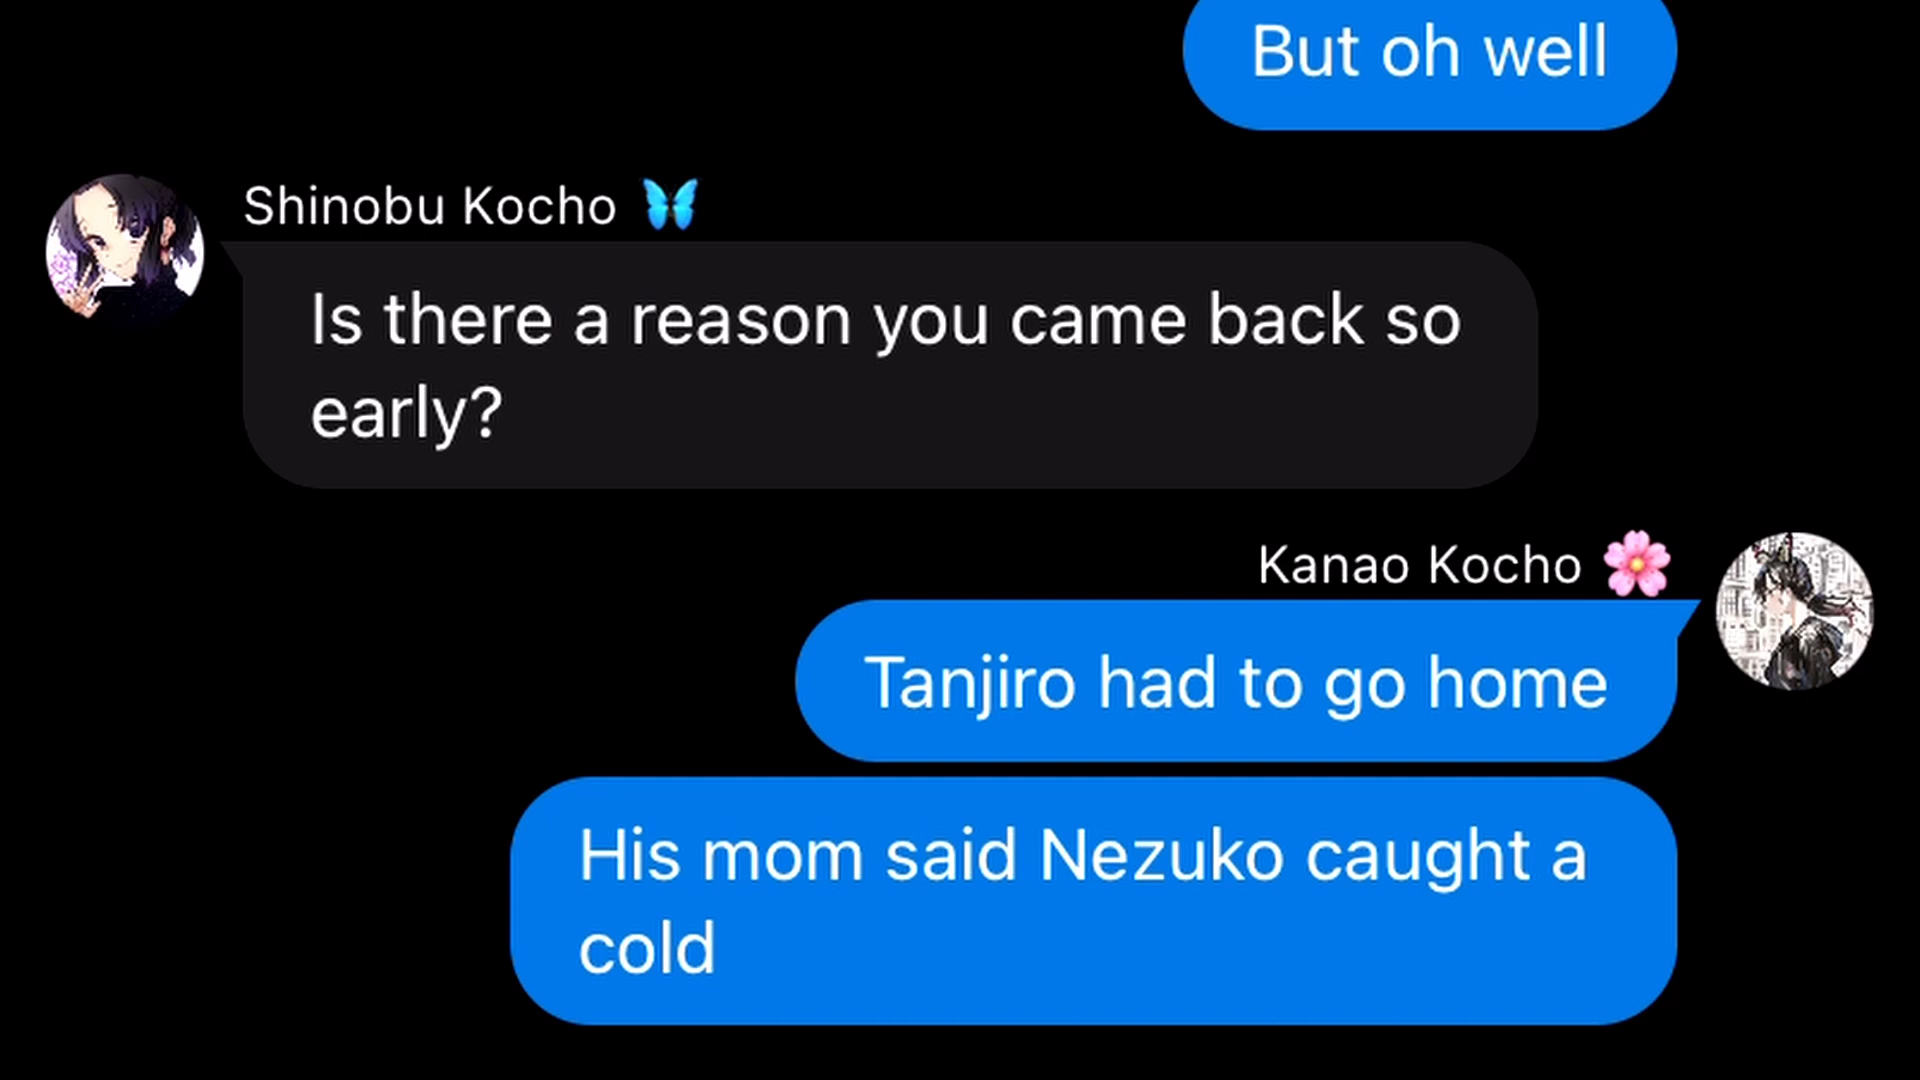 But oh well
Shinobu Kocho 🦋
Is there a reason you came back so
early?
Kanao Kocho 🌸
Tanjiro had to go home
His mom said Nezuko caught a
cold